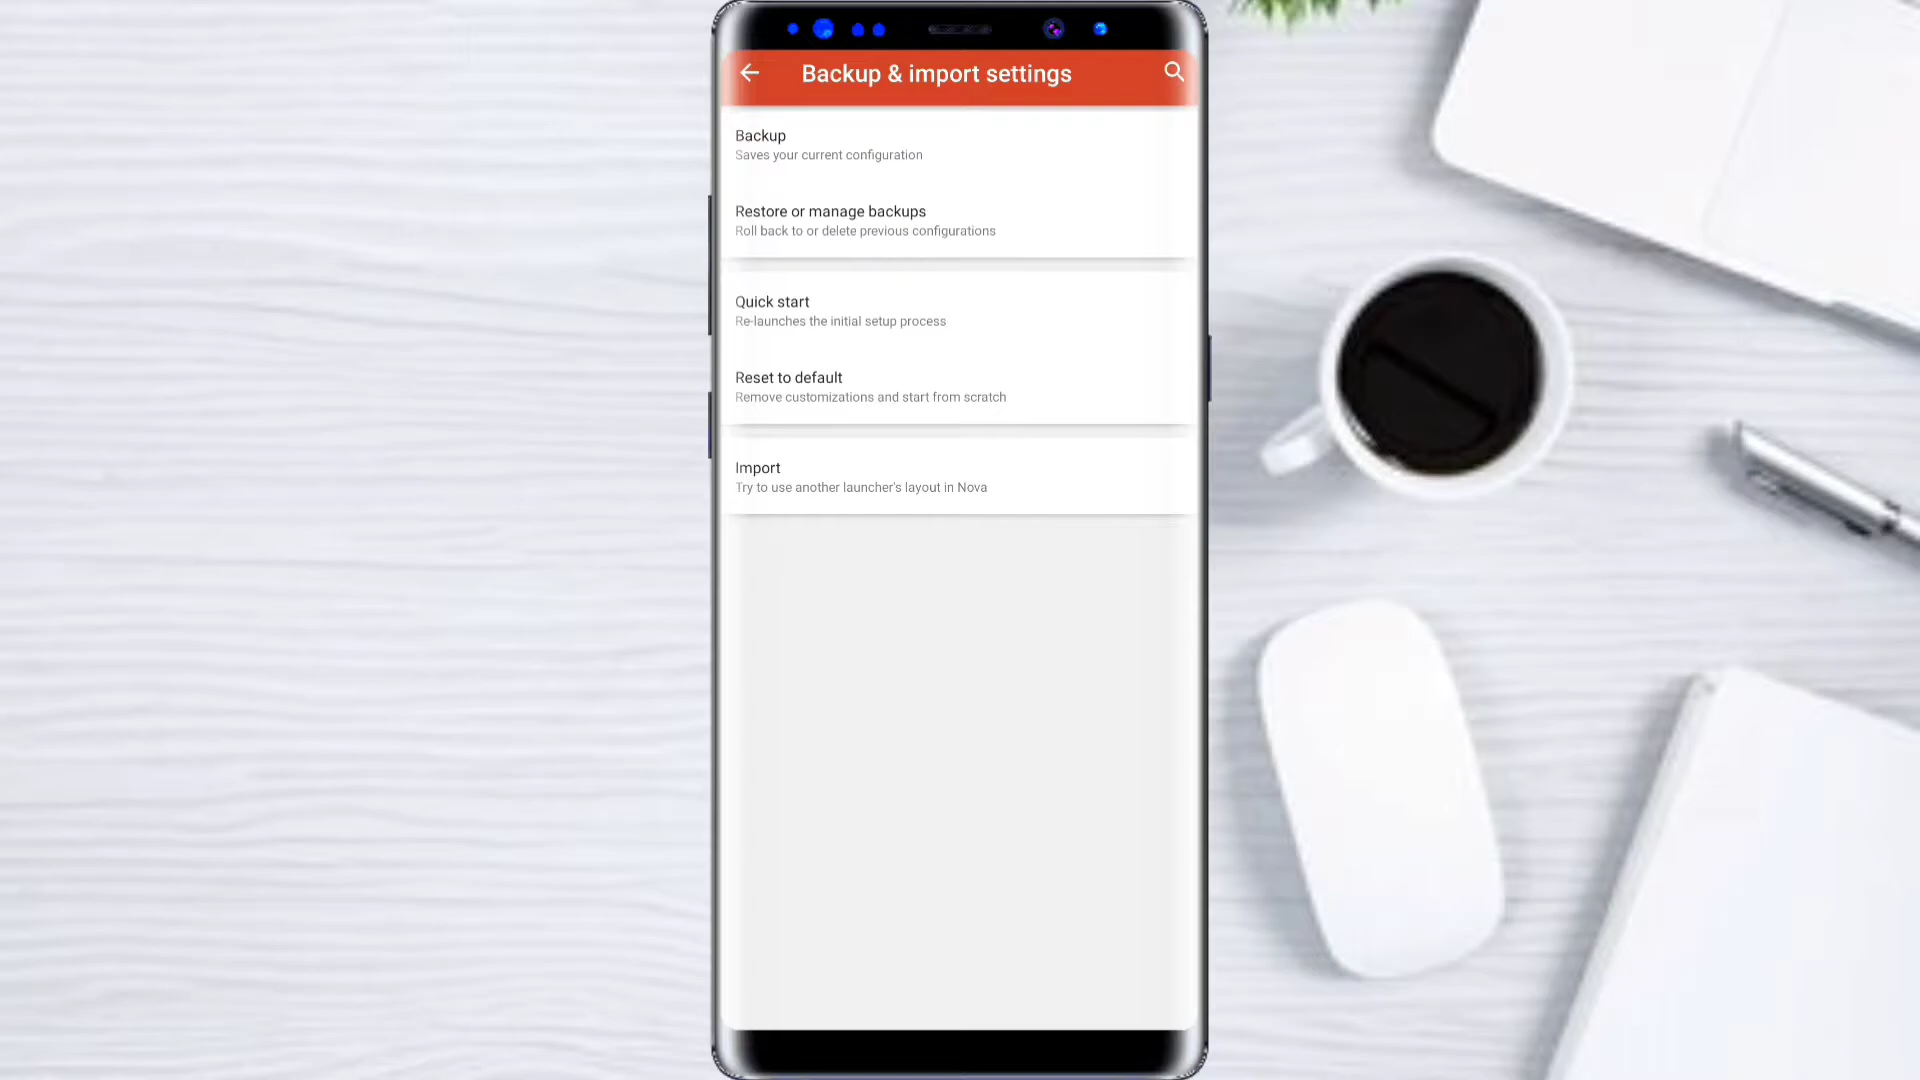 Backup & import settings
Backup
Saves your current configuration
Restore or manage backups
Roll back to or delete previous configurations
Quick start
Re-launches the initial setup process
Reset to default
Remove customizations and start from scratch
Import
Try to use another launcher's layout in Nova